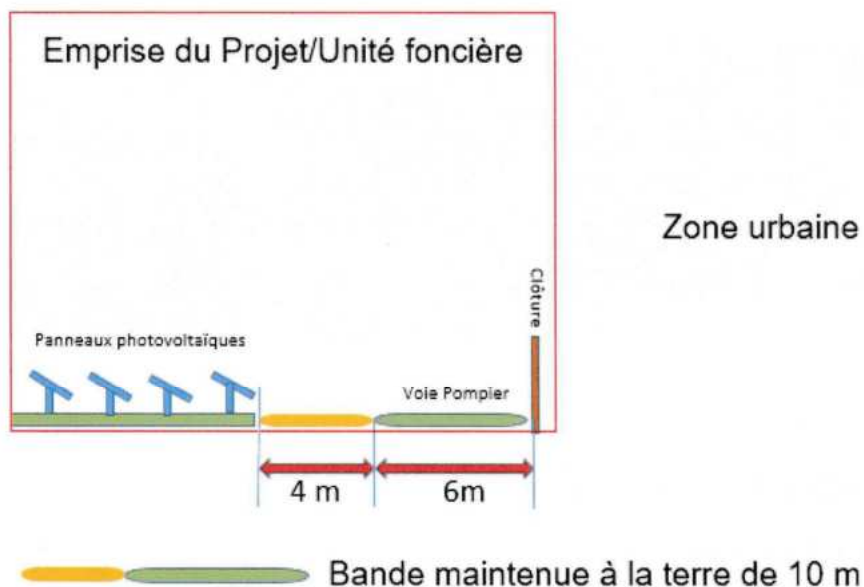 Emprise du Projet/Unité foncière
Zone urbaine
Clôture
Panneaux photovoltaïques
Voie Pompier
4 m
6m
Bande maintenue à la terre de 10 m